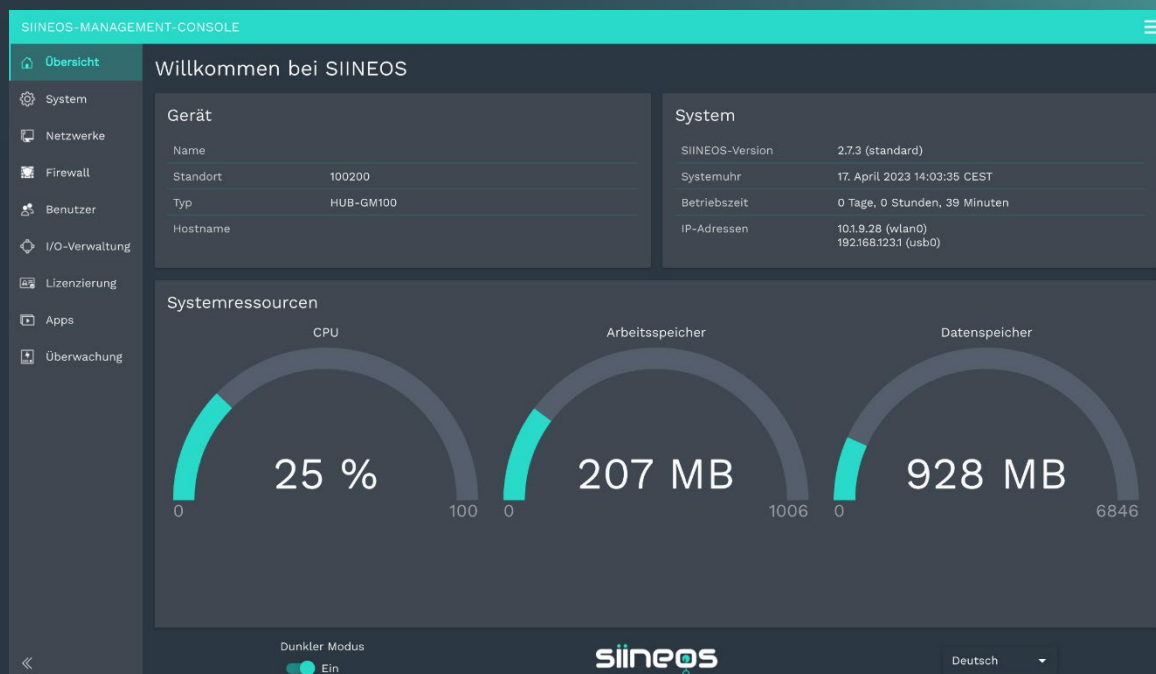 SIINEOS-MANAGEMENT-CONSOLE
Übersicht
System
Netzwerke
Firewall
Benutzer
I/O-Verwaltung
Lizenzierung
Apps
Überwachung
Willkommen bei SIINEOS
Gerät
Name
Standort 100200
Typ HUB-GM100
Hostname
System
SIINEOS-Version 2.7.3 (standard)
Systemuhr 17. April 2023 14:03:35 CEST
Betriebszeit 0 Tage, 0 Stunden, 39 Minuten
IP-Adressen 10.1.9.28 (wlan0)
192.168.123.1 (usb0)
Systemressourcen
CPU
25 %
0 100
Arbeitsspeicher
207 MB
0 1006
Datenspeicher
928 MB
0 6846
Dunkler Modus
Ein
siineos
Deutsch